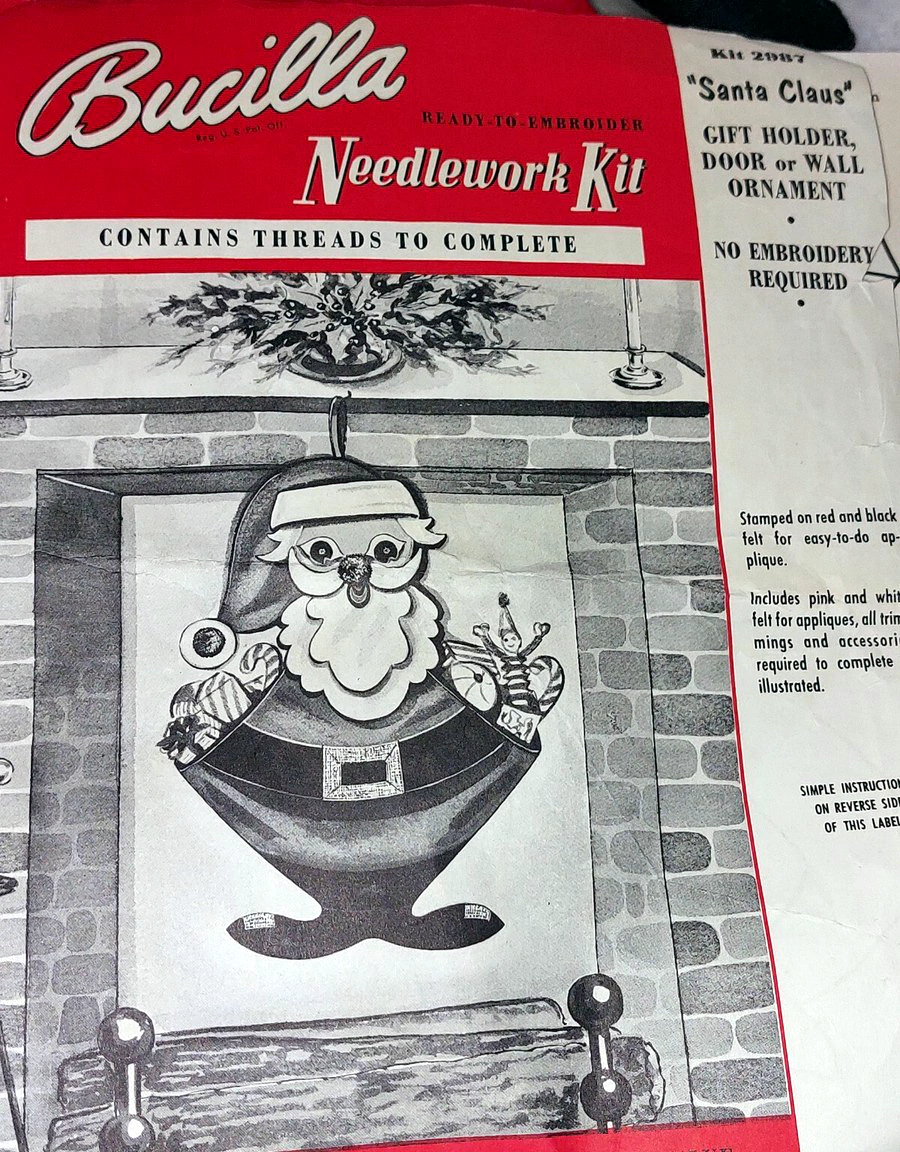 Bucilla
Reg. U. S. Pat. Off.
READY-TO-EMBROIDER
Needlework Kit
CONTAINS THREADS TO COMPLETE
Kit 2987
"Santa Claus"
GIFT HOLDER,
DOOR or WALL
ORNAMENT
•
NO EMBROIDERY
REQUIRED
•
Stamped on red and black
felt for easy-to-do ap-
plique.
Includes pink and whit
felt for appliques, all trim
mings and accessori
required to complete
illustrated.
SIMPLE INSTRUCTION
ON REVERSE SIDE
OF THIS LABEL